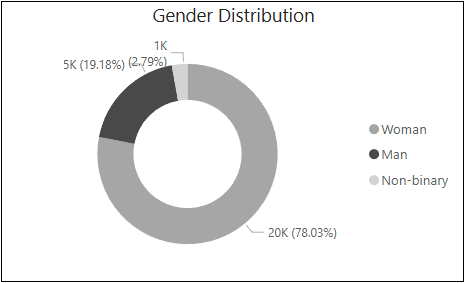 Gender Distribution
1K
(2.79%)
5K (19.18%)
Woman
Man
Non-binary
20K (78.03%)